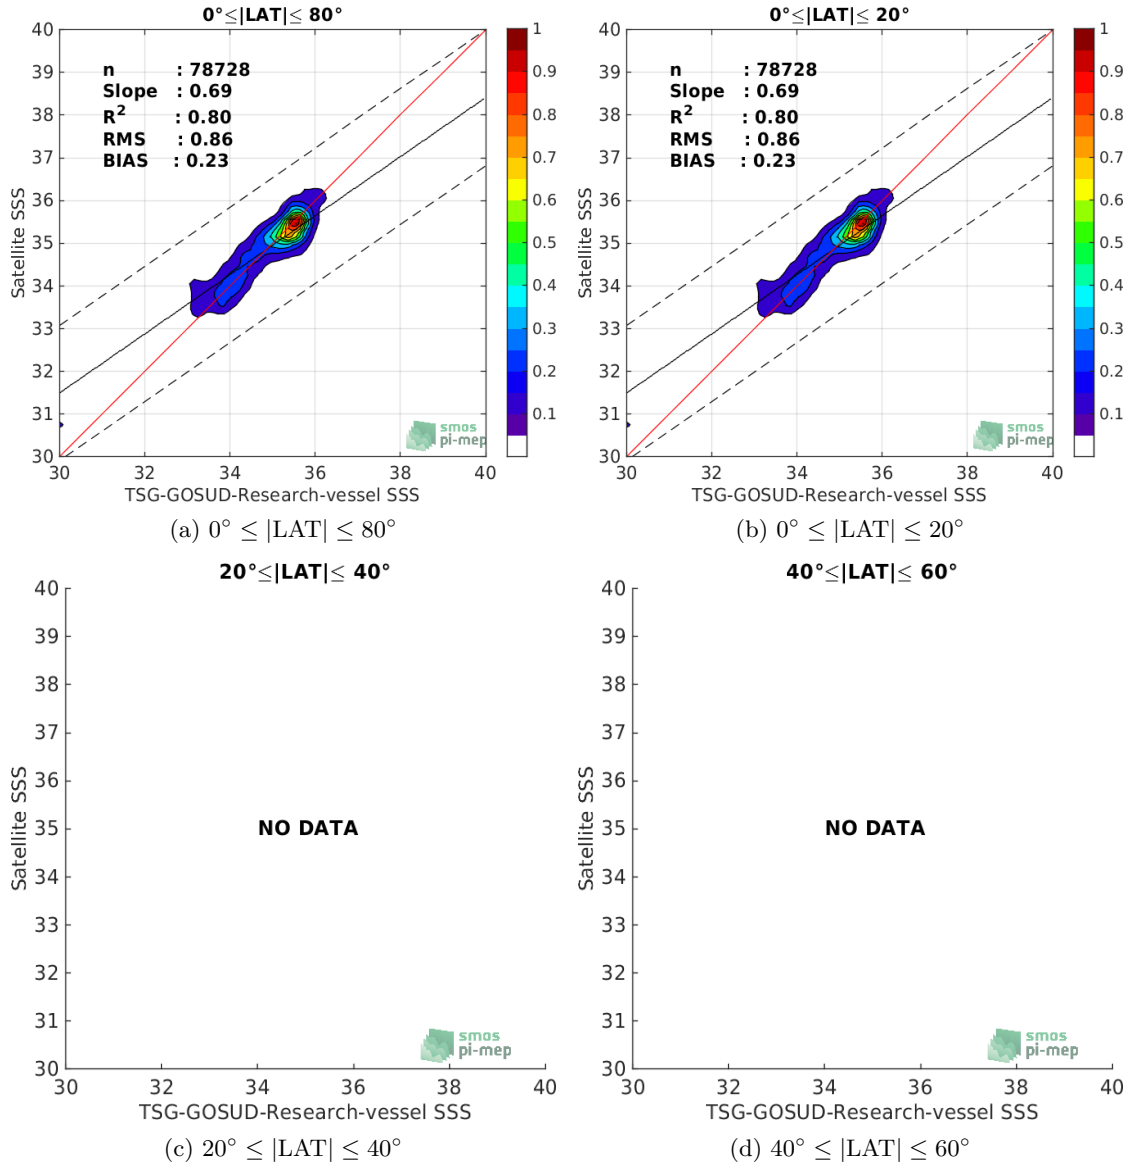 0°≤|LAT|≤ 80°
40
39
38
37
36
35
34
33
32
31
30
Satellite SSS
n : 78728
Slope : 0.69
R² : 0.80
RMS : 0.86
BIAS : 0.23
smos
pi-mep
30 32 34 36 38 40
TSG-GOSUD-Research-vessel SSS
1
0.9
0.8
0.7
0.6
0.5
0.4
0.3
0.2
0.1
(a) 0° ≤ |LAT| ≤ 80°
0°≤|LAT|≤ 20°
40
39
38
37
36
35
34
33
32
31
30
Satellite SSS
n : 78728
Slope : 0.69
R² : 0.80
RMS : 0.86
BIAS : 0.23
smos
pi-mep
30 32 34 36 38 40
TSG-GOSUD-Research-vessel SSS
1
0.9
0.8
0.7
0.6
0.5
0.4
0.3
0.2
0.1
(b) 0° ≤ |LAT| ≤ 20°
20°≤|LAT|≤ 40°
40
39
38
37
36
35
34
33
32
31
30
Satellite SSS
NO DATA
smos
pi-mep
30 32 34 36 38 40
TSG-GOSUD-Research-vessel SSS
(c) 20° ≤ |LAT| ≤ 40°
40°≤|LAT|≤ 60°
40
39
38
37
36
35
34
33
32
31
30
Satellite SSS
NO DATA
smos
pi-mep
30 32 34 36 38 40
TSG-GOSUD-Research-vessel SSS
(d) 40° ≤ |LAT| ≤ 60°